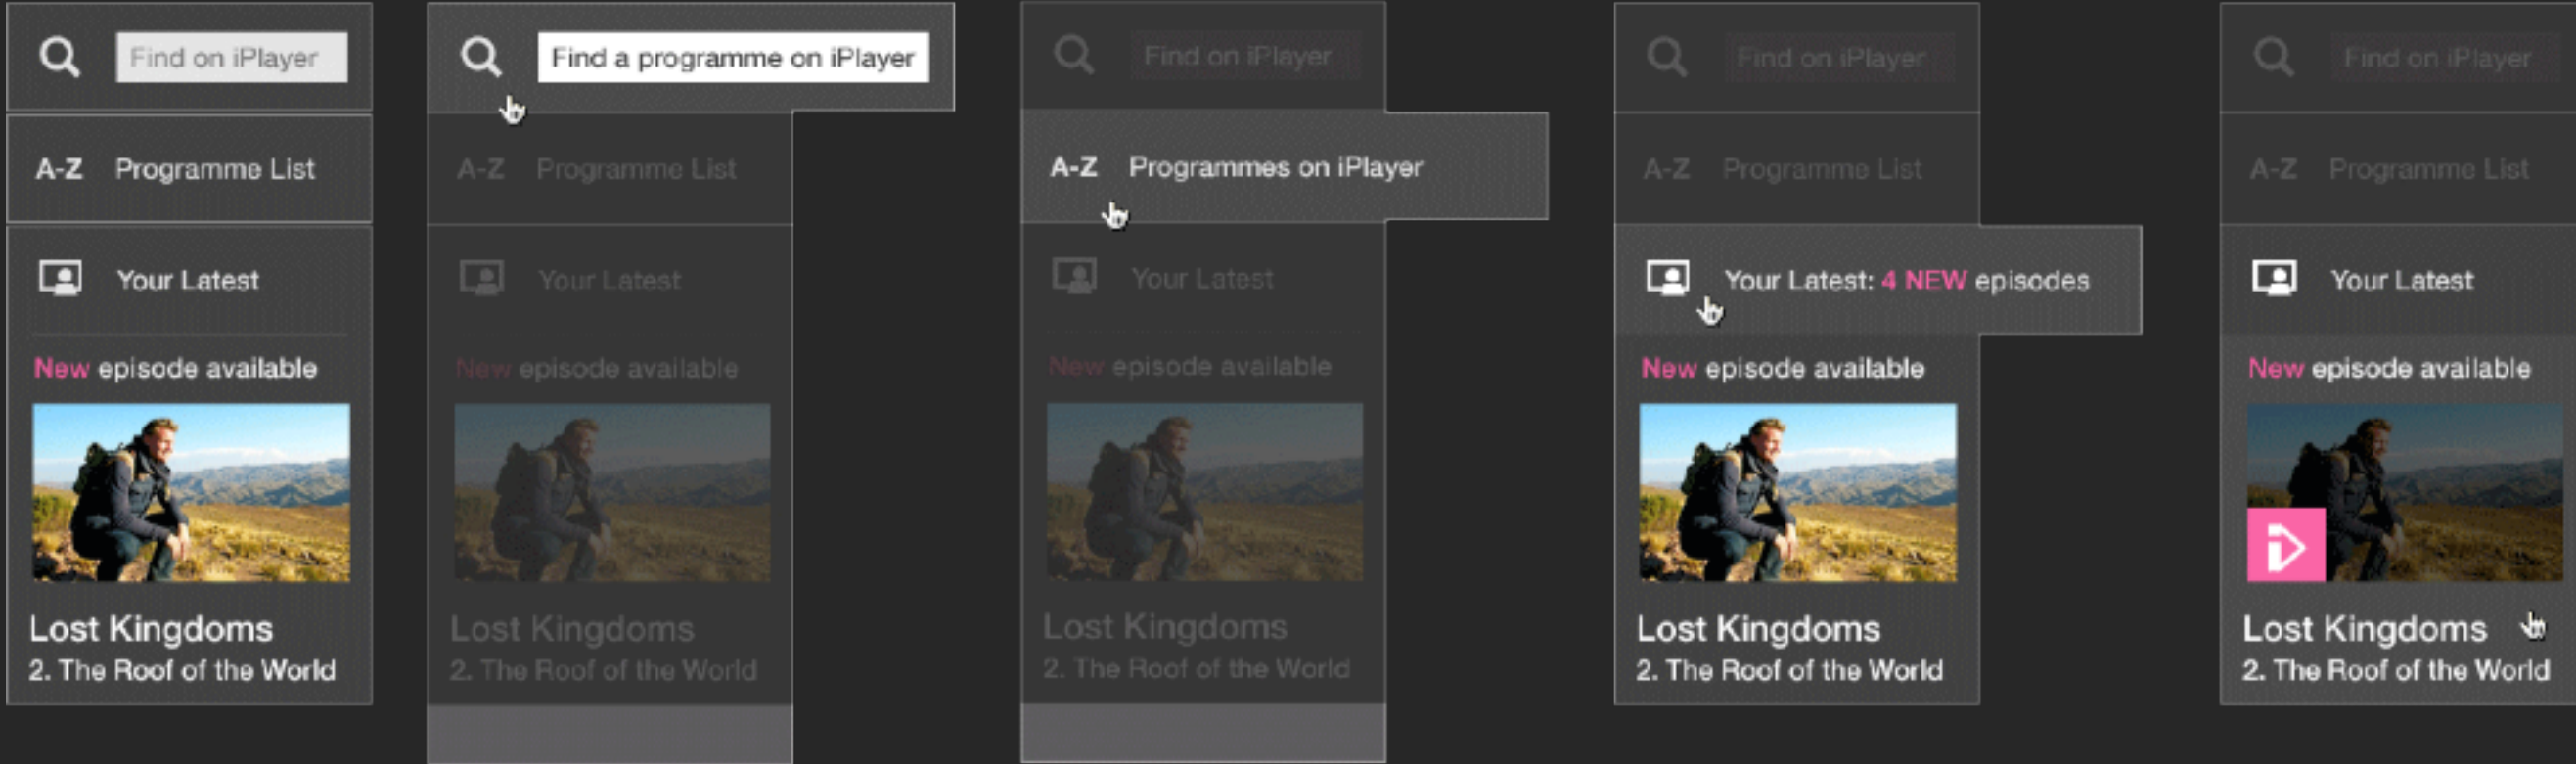 Find on iPlayer
A-Z Programme List
Your Latest
New episode available
Lost Kingdoms
2. The Roof of the World
Find a programme on iPlayer
A-Z Programme List
Your Latest
New episode available
Lost Kingdoms
2. The Roof of the World
Find on iPlayer
A-Z Programmes on iPlayer
Your Latest
New episode available
Lost Kingdoms
2. The Roof of the World
Find on iPlayer
A-Z Programme List
Your Latest: 4 NEW episodes
New episode available
Lost Kingdoms
2. The Roof of the World
Find on iPlayer
A-Z Programme List
Your Latest
New episode available
Lost Kingdoms
2. The Roof of the World